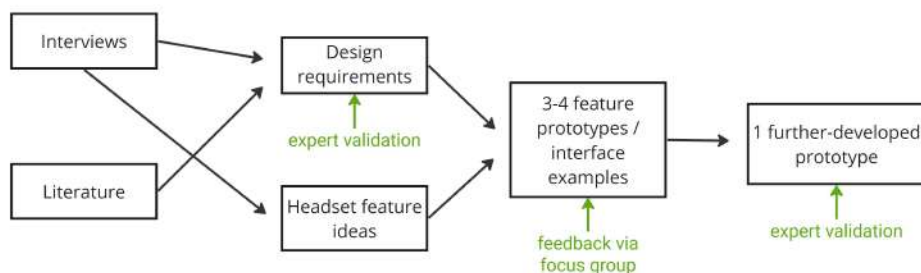 Interviews
Literature
Design
requirements
expert validation
Headset feature
ideas
3-4 feature
prototypes /
interface
examples
feedback via
focus group
1 further-developed
prototype
expert validation